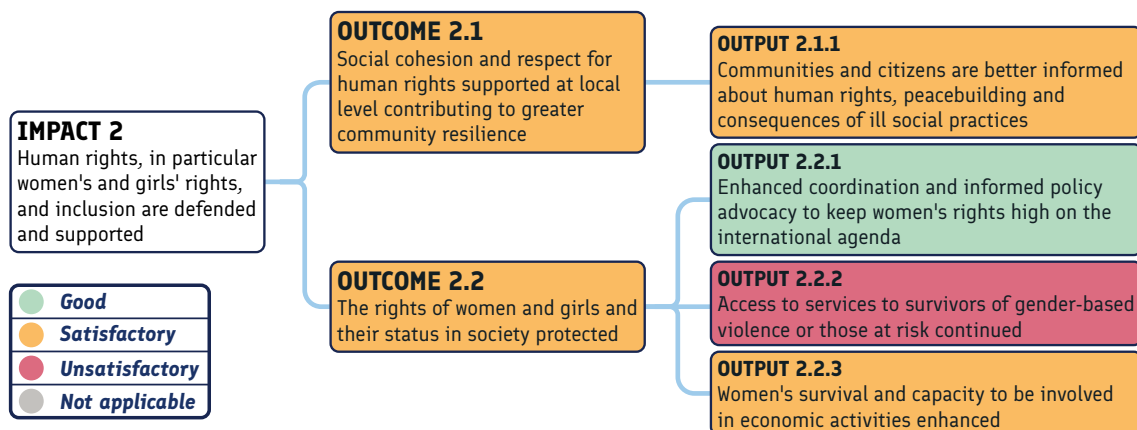 IMPACT 2
Human rights, in particular
women's and girls' rights,
and inclusion are defended
and supported
OUTCOME 2.1
Social cohesion and respect for
human rights supported at local
level contributing to greater
community resilience
OUTPUT 2.1.1
Communities and citizens are better informed
about human rights, peacebuilding and
consequences of ill social practices
OUTCOME 2.2
The rights of women and girls and
their status in society protected
OUTPUT 2.2.1
Enhanced coordination and informed policy
advocacy to keep women's rights high on the
international agenda
OUTPUT 2.2.2
Access to services to survivors of gender-based
violence or those at risk continued
OUTPUT 2.2.3
Women's survival and capacity to be involved
in economic activities enhanced
Good
Satisfactory
Unsatisfactory
Not applicable